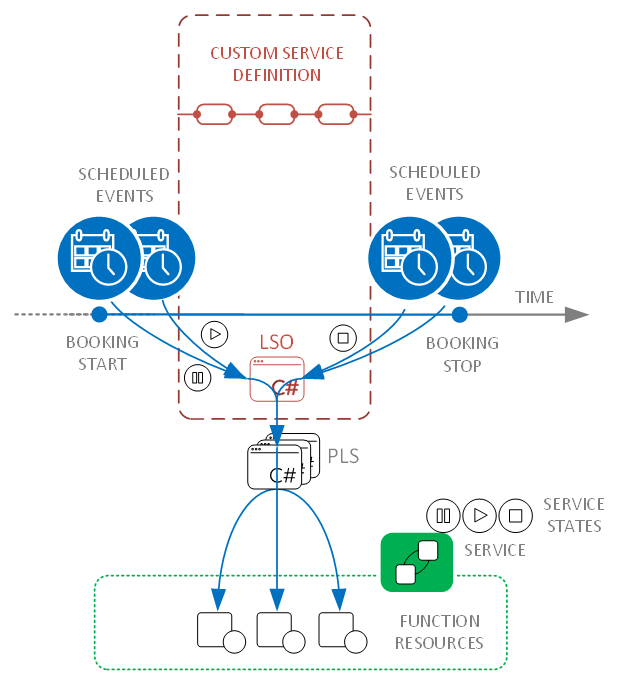 CUSTOM SERVICE
DEFINITION
SCHEDULED
EVENTS
SCHEDULED
EVENTS
TIME
BOOKING
START
LSO
BOOKING
STOP
C#
PLS
C#
SERVICE
STATES
SERVICE
FUNCTION
RESOURCES